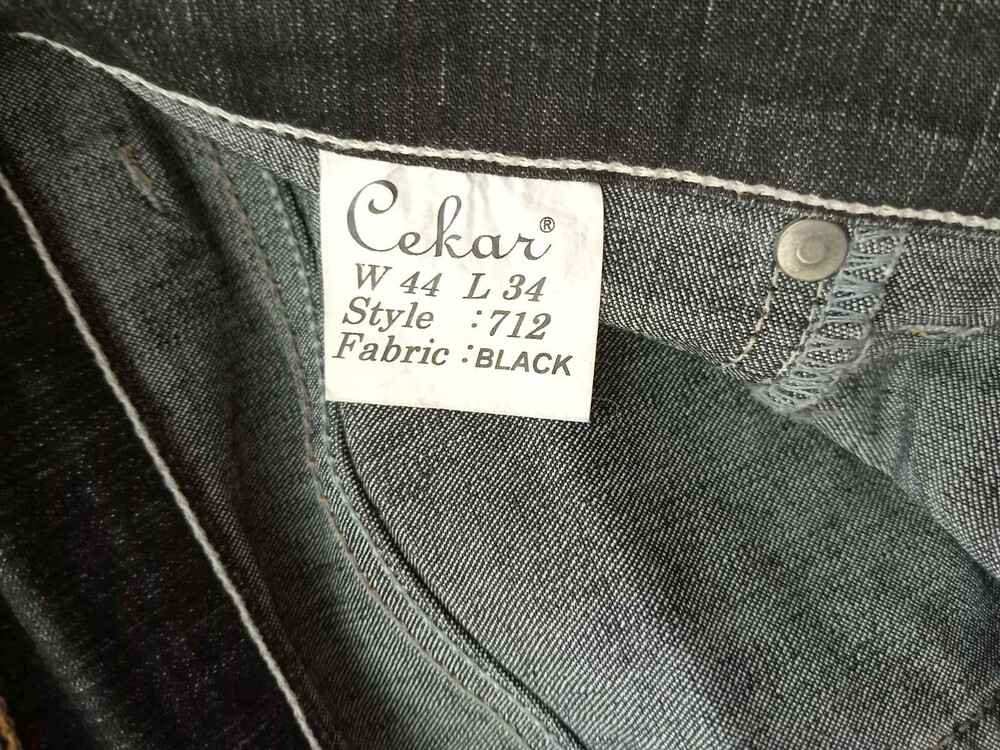 Cekar®
W 44 L 34
Style :712
Fabric :BLACK